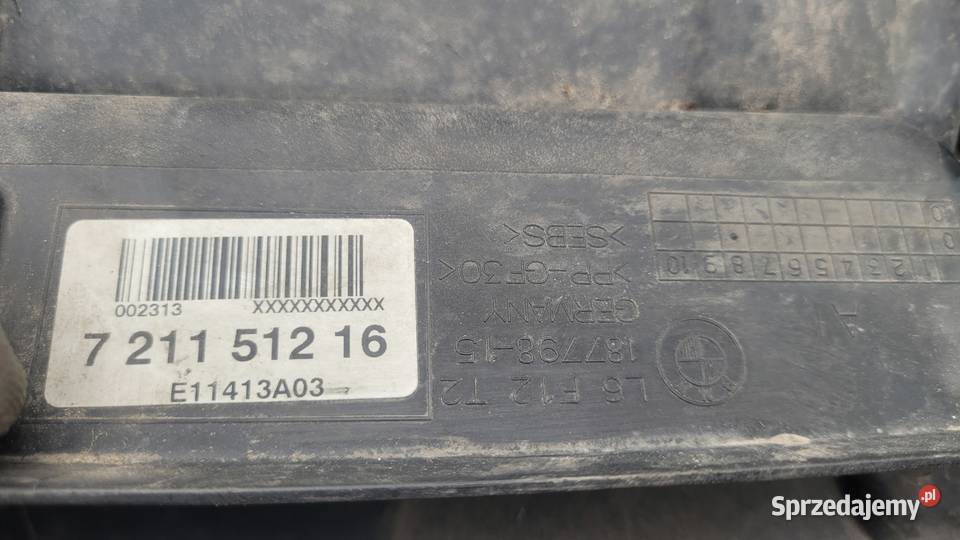 002313 XXXXXXXXXXX
7 211 512 16
E11413A03
>SEBS<
>PP-GF30<
GERMANY
187798-15
L6 F12 T2
1 2 3 4 5 6 7 8 9 10
Sprzedajemy.pl